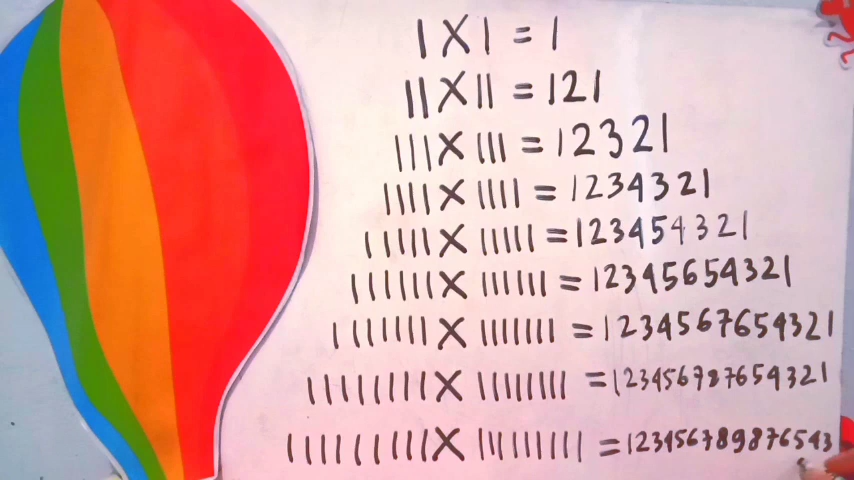 1 X 1 = 1
11 X 11 = 121
111 X 111 = 12321
1111 X 1111 = 1234321
11111 X 11111 = 123454321
111111 X 111111 = 12345654321
1111111 X 1111111 = 1234567654321
11111111 X 11111111 = 123456787654321
111111111 X 111111111 = 123456789876543